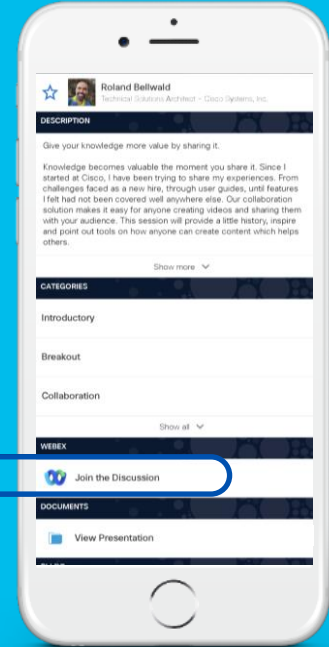 Roland Bellwald
Technical Solutions Architect - Cisco Systems, Inc.
DESCRIPTION
Give your knowledge more value by sharing it.
Knowledge becomes valuable the moment you share it. Since I
started at Cisco, I have been trying to share my experiences. From
challenges faced as a new hire, through user guides, until features
I felt had not been covered well anywhere else. Our collaboration
solution makes it easy for anyone creating videos and sharing them
with your audience. This session will provide a little history, inspire
and point out tools on how anyone can create content which helps
others.
Show more
CATEGORIES
Introductory
Breakout
Collaboration
Show all
WEBEX
Join the Discussion
DOCUMENTS
View Presentation